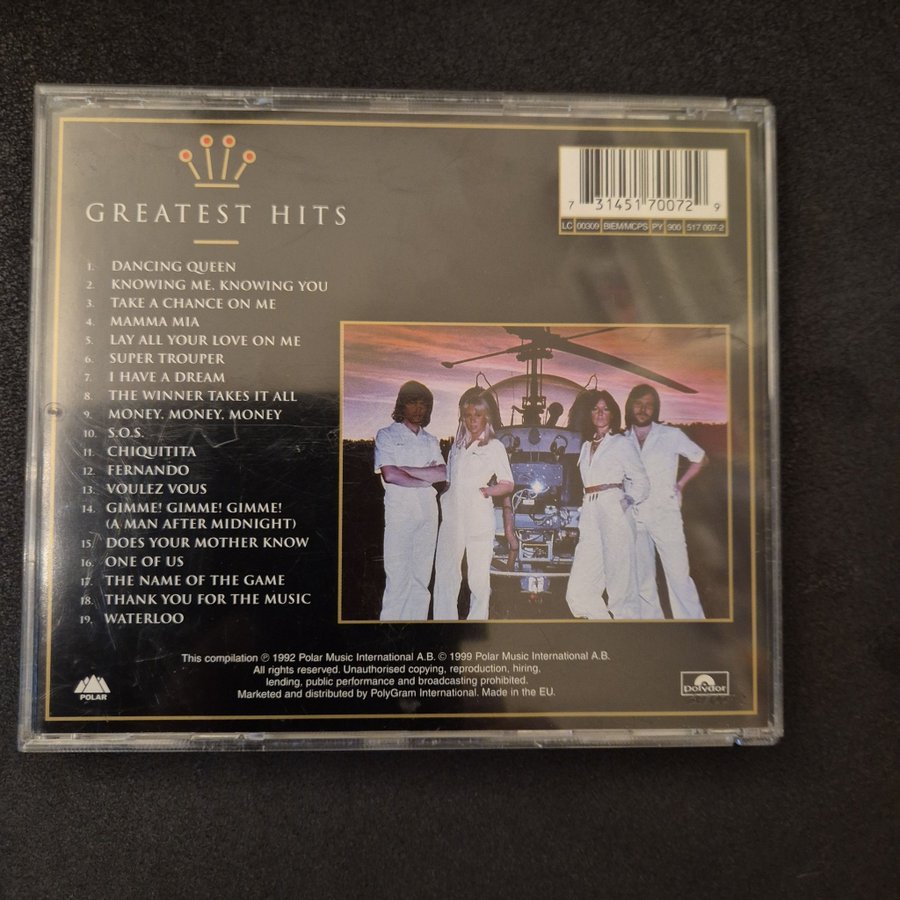 GREATEST HITS
7 31451 70072 9
LC 00309 BIEM/MCPS PY 900 517 007-2
1. DANCING QUEEN
2. KNOWING ME, KNOWING YOU
3. TAKE A CHANCE ON ME
4. MAMMA MIA
5. LAY ALL YOUR LOVE ON ME
6. SUPER TROUPER
7. I HAVE A DREAM
8. THE WINNER TAKES IT ALL
9. MONEY, MONEY, MONEY
10. S.O.S.
11. CHIQUITITA
12. FERNANDO
13. VOULEZ VOUS
14. GIMME! GIMME! GIMME!
(A MAN AFTER MIDNIGHT)
15. DOES YOUR MOTHER KNOW
16. ONE OF US
17. THE NAME OF THE GAME
18. THANK YOU FOR THE MUSIC
19. WATERLOO
This compilation ℗ 1992 Polar Music International A.B. © 1999 Polar Music International A.B.
All rights reserved. Unauthorised copying, reproduction, hiring,
lending, public performance and broadcasting prohibited.
Marketed and distributed by PolyGram International. Made in the EU.
POLAR
Polydor